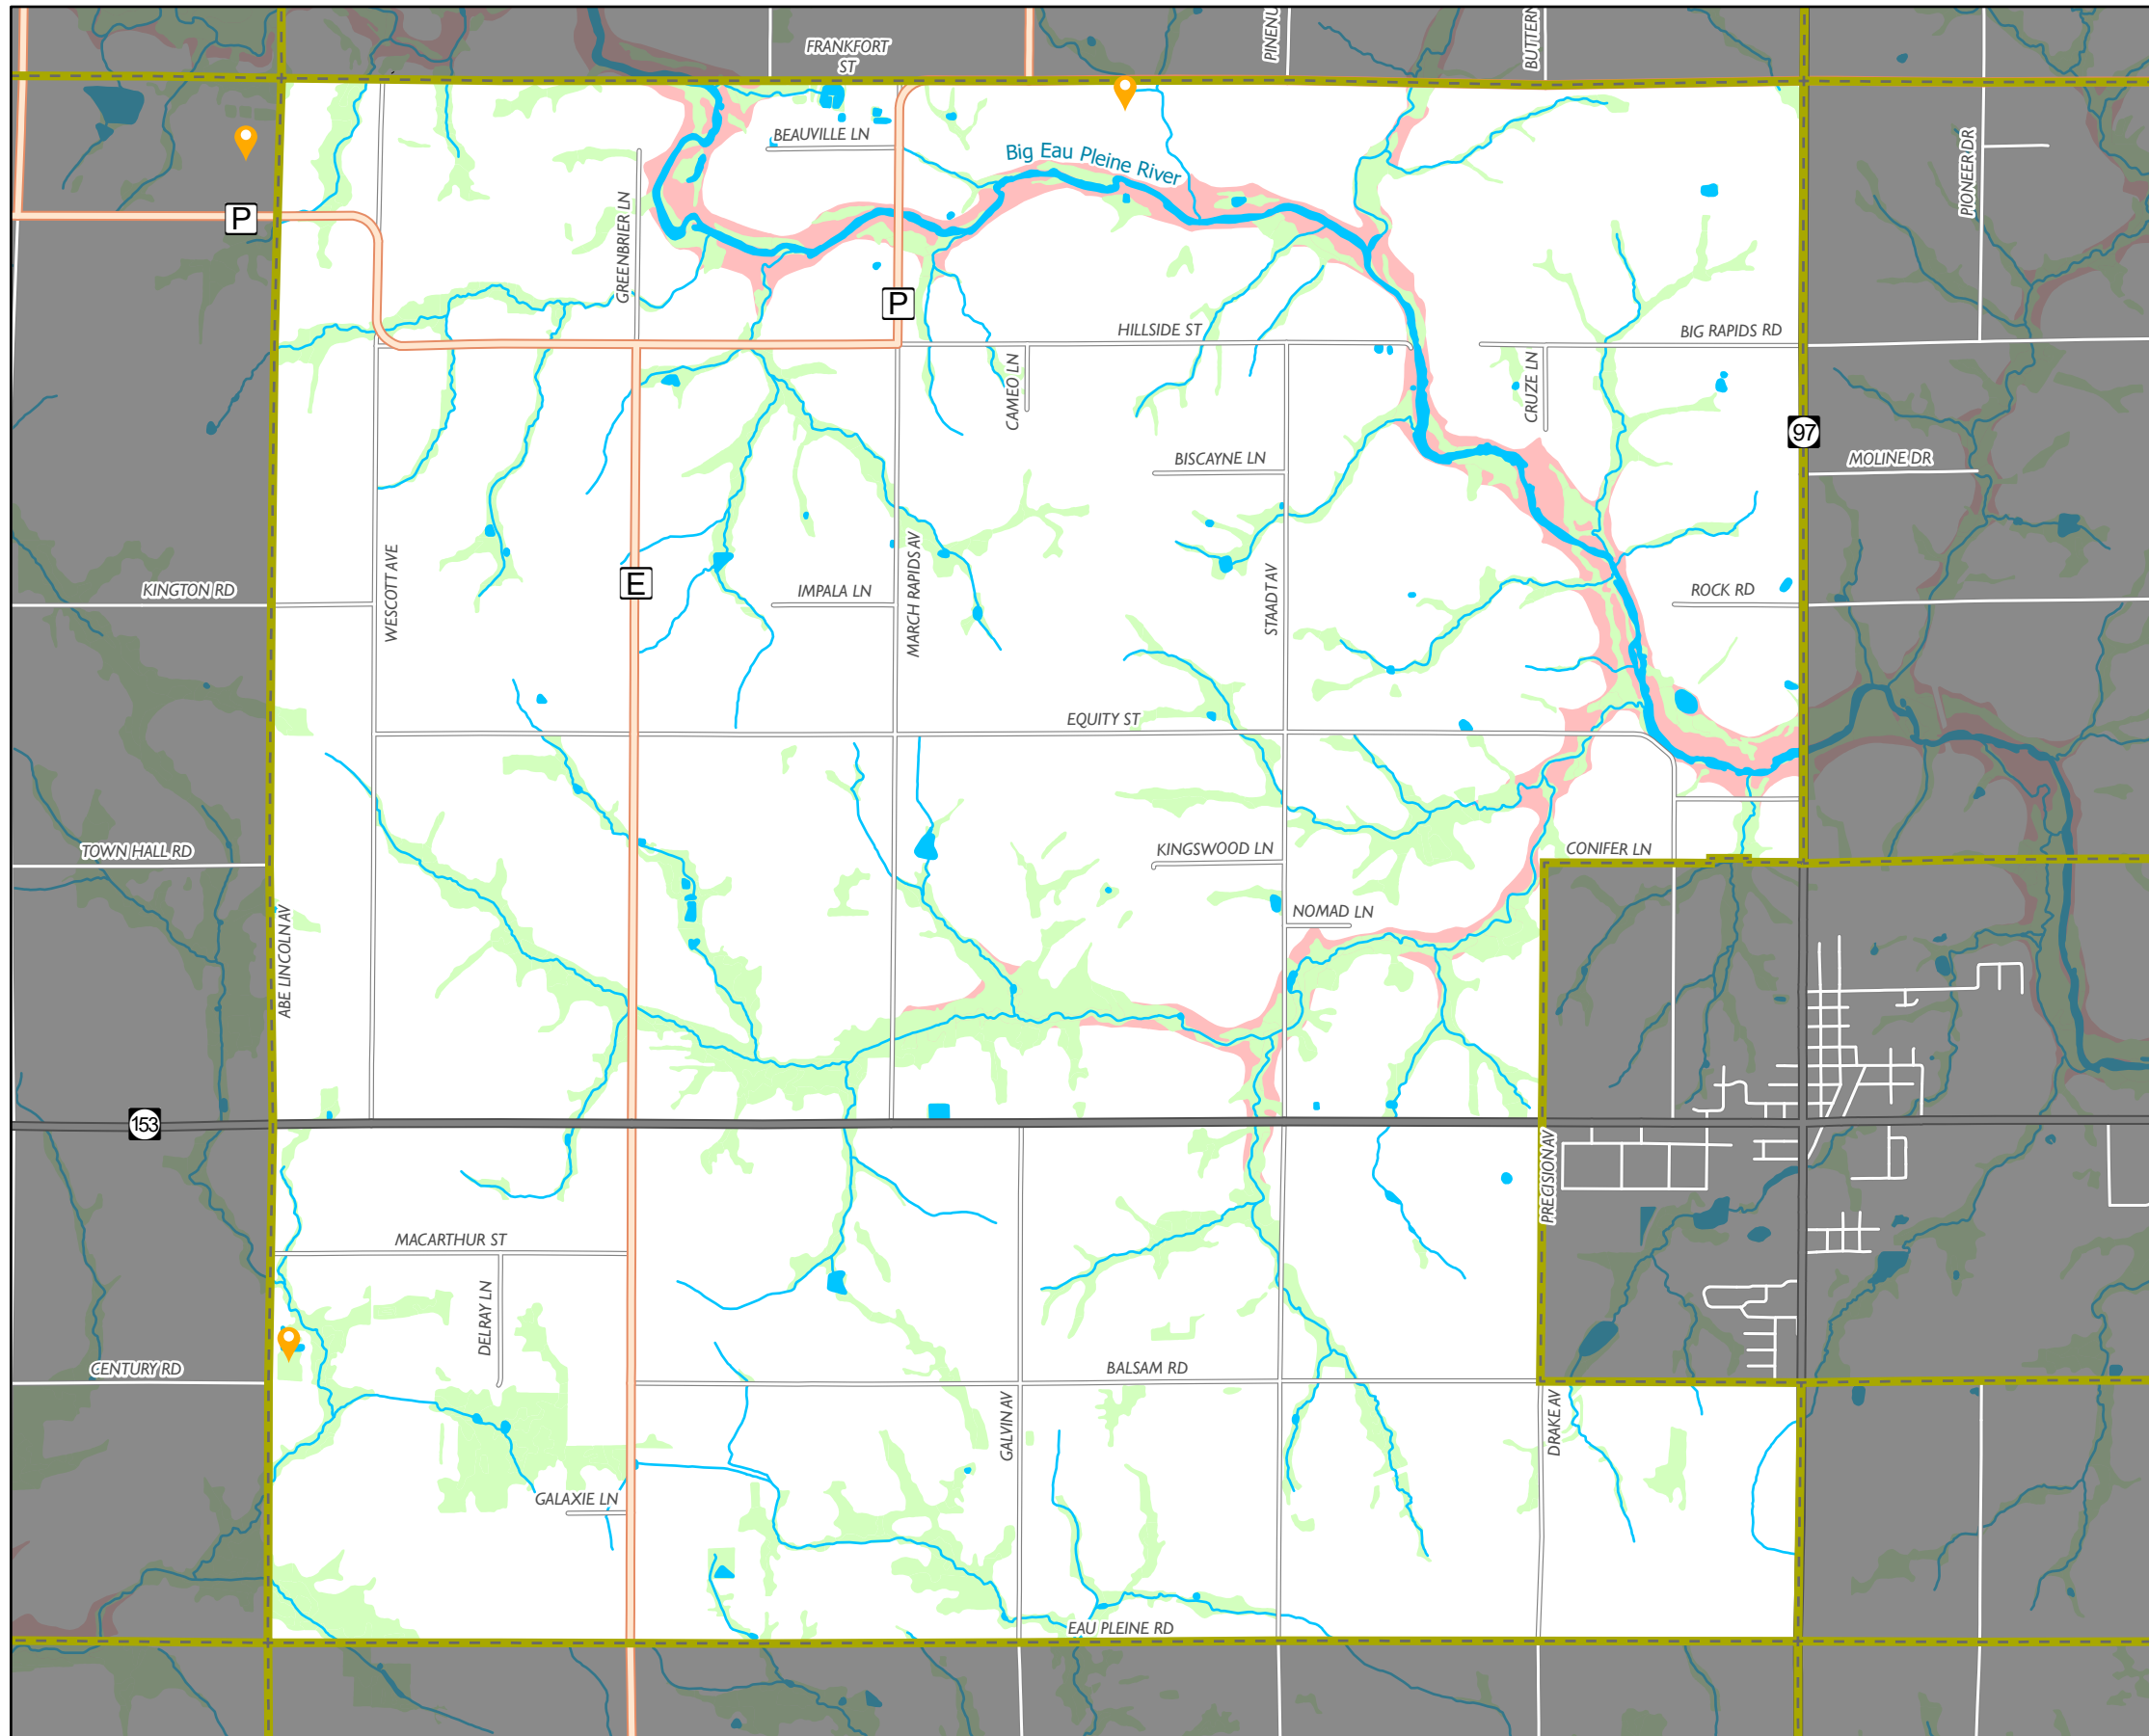 FRANKFORT
ST
PINENU
BUTTERN
BEAUVILLE LN
Big Eau Pleine River
PIONEER DR
P
GREENBRIER LN
P
HILLSIDE ST
BIG RAPIDS RD
CAMEO LN
CRUZE LN
97
BISCAYNE LN
MOLINE DR
WESCOTT AVE
MARCH RAPIDS AV
STAADT AV
KINGTON RD
E
IMPALA LN
ROCK RD
EQUITY ST
TOWN HALL RD
KINGSWOOD LN
CONIFER LN
ABE LINCOLN AV
NOMAD LN
153
PRECISION AV
MACARTHUR ST
DELRAY LN
CENTURY RD
BALSAM RD
GALVIN AV
DRAKE AV
GALAXIE LN
EAU PLEINE RD